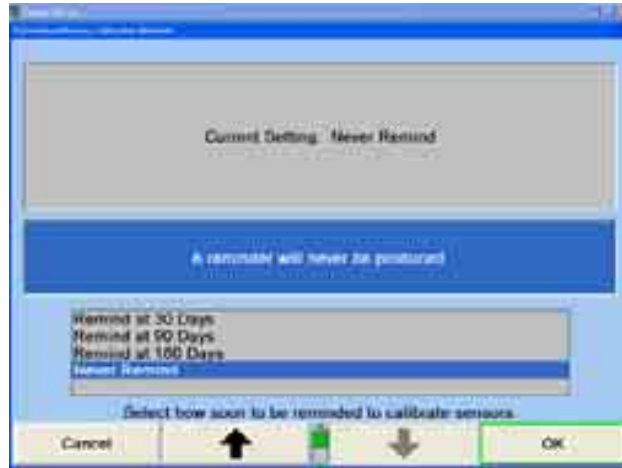 Current Setting: Never Remind
A reminder will never be produced
Remind at 30 Days
Remind at 90 Days
Remind at 180 Days
Never Remind
Select how soon to be reminded to calibrate sensors.
Cancel
OK